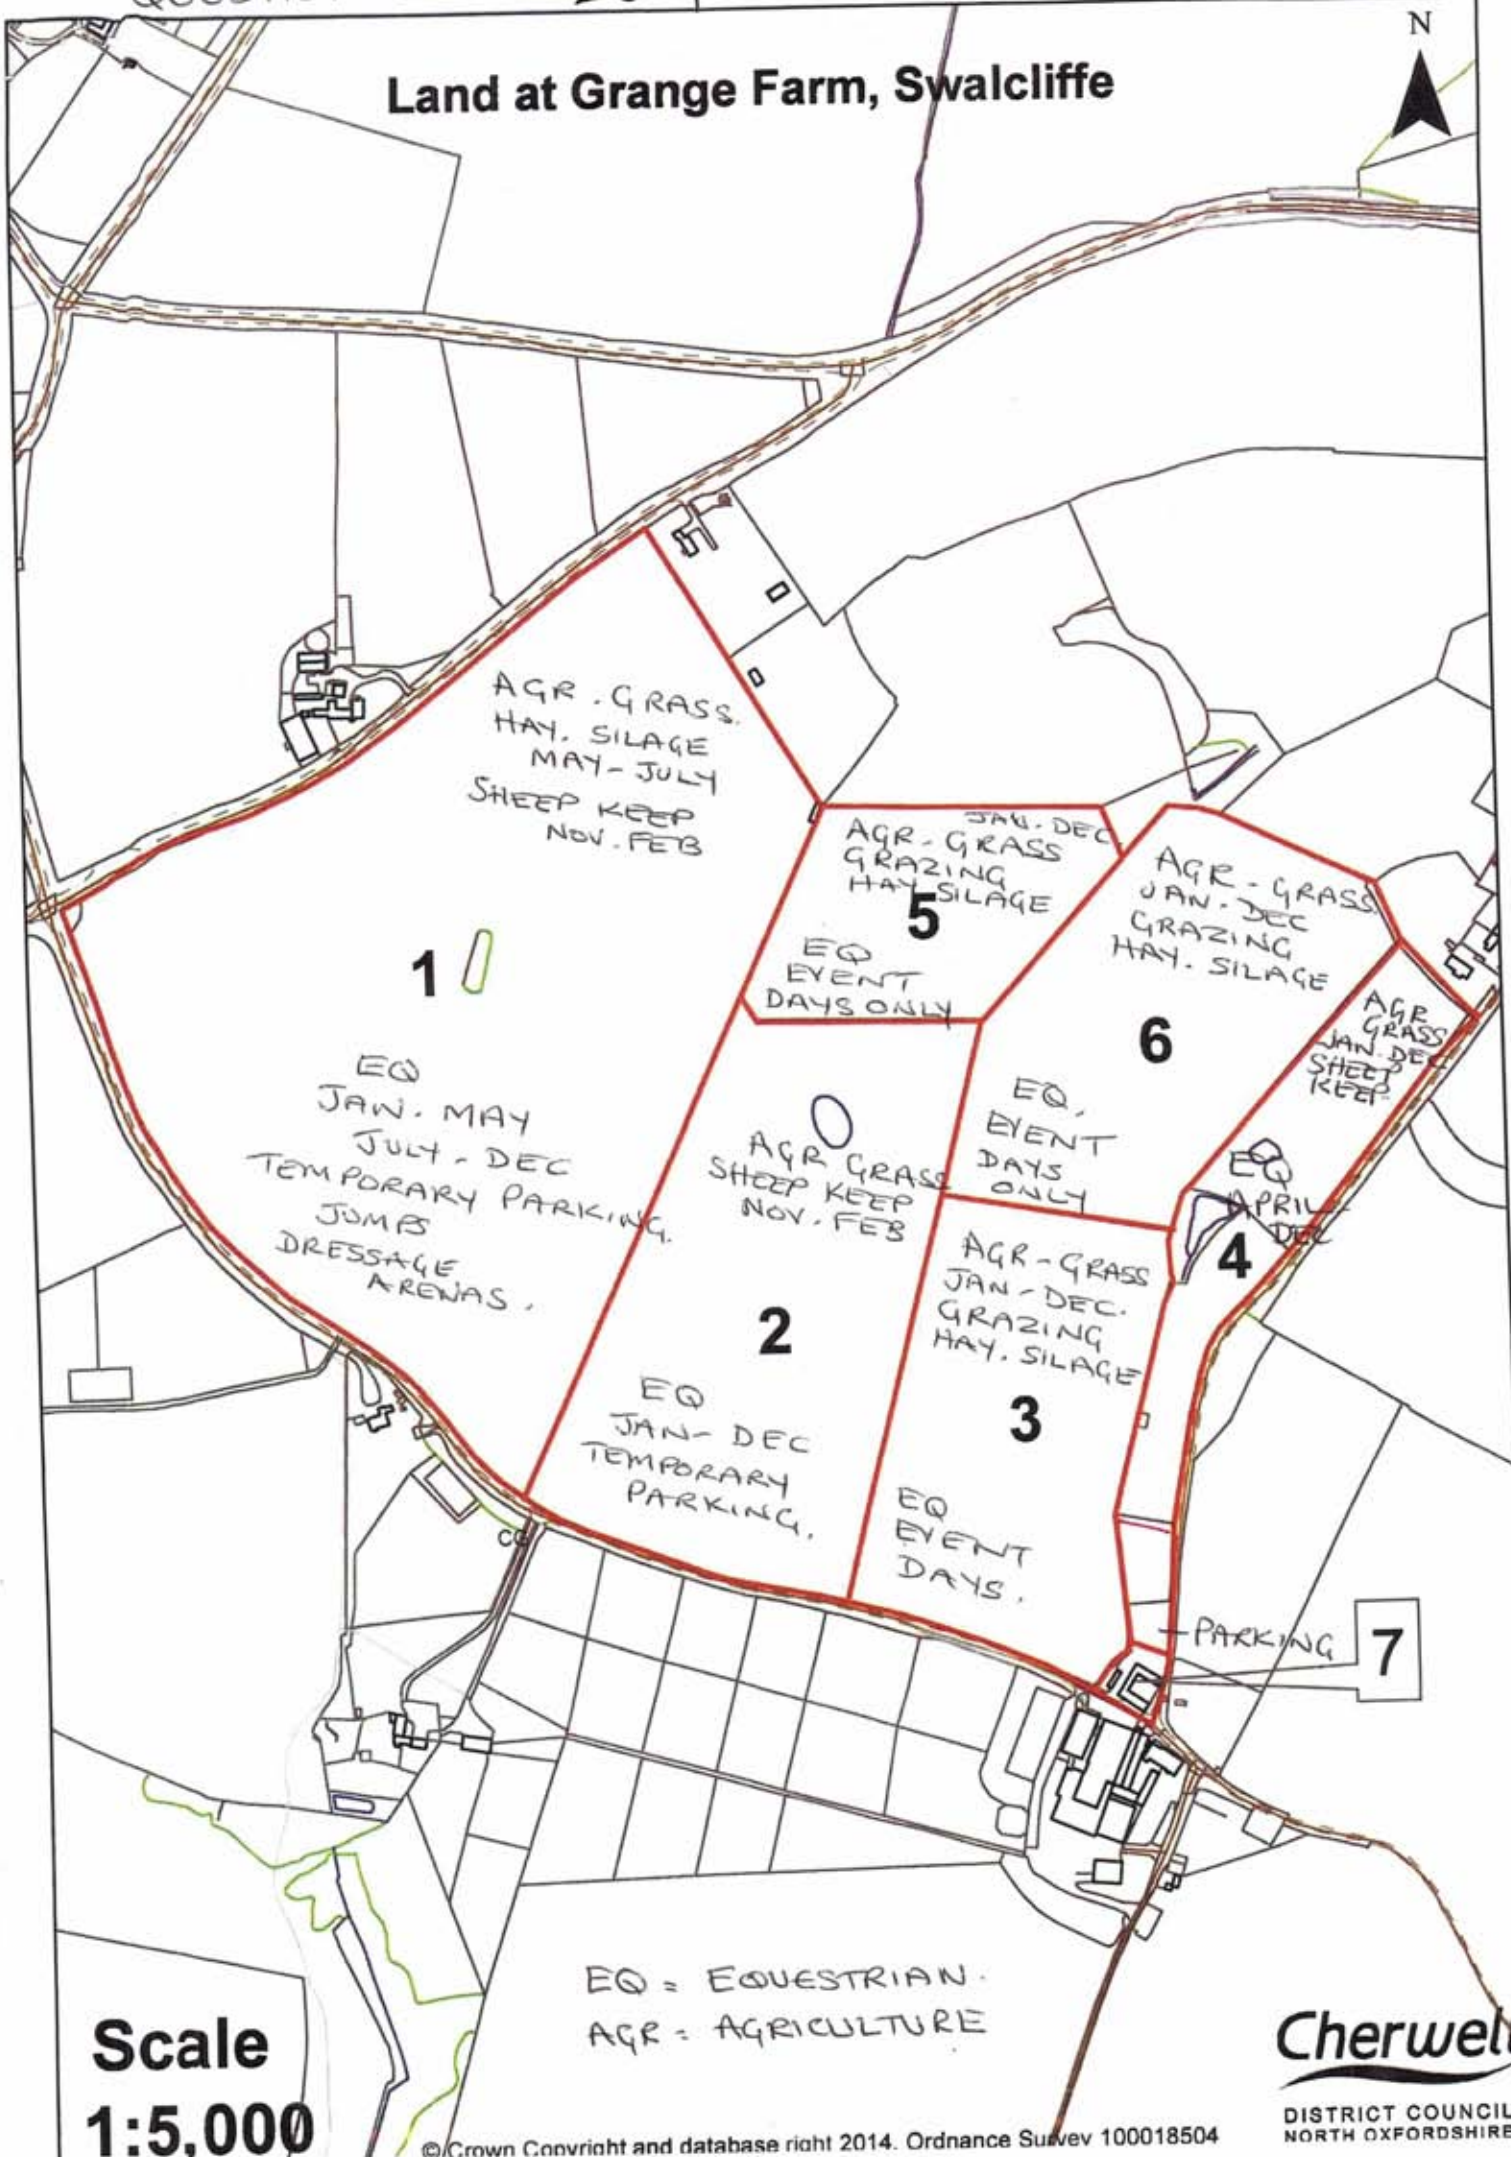 N
Land at Grange Farm, Swalcliffe
AGR. GRASS.
HAY. SILAGE
MAY - JULY
SHEEP KEEP
NOV. FEB
1
EQ
JAN. MAY
JULY - DEC
TEMPORARY PARKING.
JUMPS
DRESSAGE
ARENAS.
JAN. DEC
AGR - GRASS
GRAZING
HAY SILAGE
5
EQ
EVENT
DAYS ONLY
AGR - GRASS
JAN - DEC
GRAZING
HAY. SILAGE
6
EQ.
EVENT
DAYS
ONLY
AGR
GRASS
JAN. DEC
SHEEP
KEEP
EQ
APRIL -
DEC
4
AGR GRASS
SHEEP KEEP
NOV. FEB
2
EQ
JAN - DEC
TEMPORARY
PARKING.
AGR - GRASS
JAN - DEC.
GRAZING
HAY. SILAGE
3
EQ
EVENT
DAYS.
CG
PARKING
7
EQ = EQUESTRIAN.
AGR = AGRICULTURE
Scale
1:5,000
© Crown Copyright and database right 2014. Ordnance Survey 100018504
Cherwell
DISTRICT COUNCIL
NORTH OXFORDSHIRE